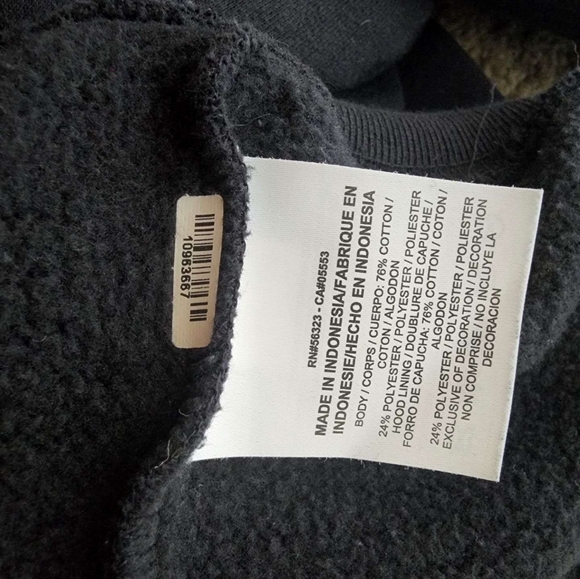 10963667
RN#56323 - CA#05553
MADE IN INDONESIA/FABRIQUE EN
INDONESIE/HECHO EN INDONESIA
BODY / CORPS / CUERPO: 76% COTTON /
COTON / ALGODON
24% POLYESTER / POLYESTER / POLIESTER
HOOD LINING / DOUBLURE DE CAPUCHE /
FORRO DE CAPUCHA: 76% COTTON / COTON /
ALGODON
24% POLYESTER / POLYESTER / POLIESTER
EXCLUSIVE OF DECORATION / DECORATION
NON COMPRISE / NO INCLUYE LA
DECORACION